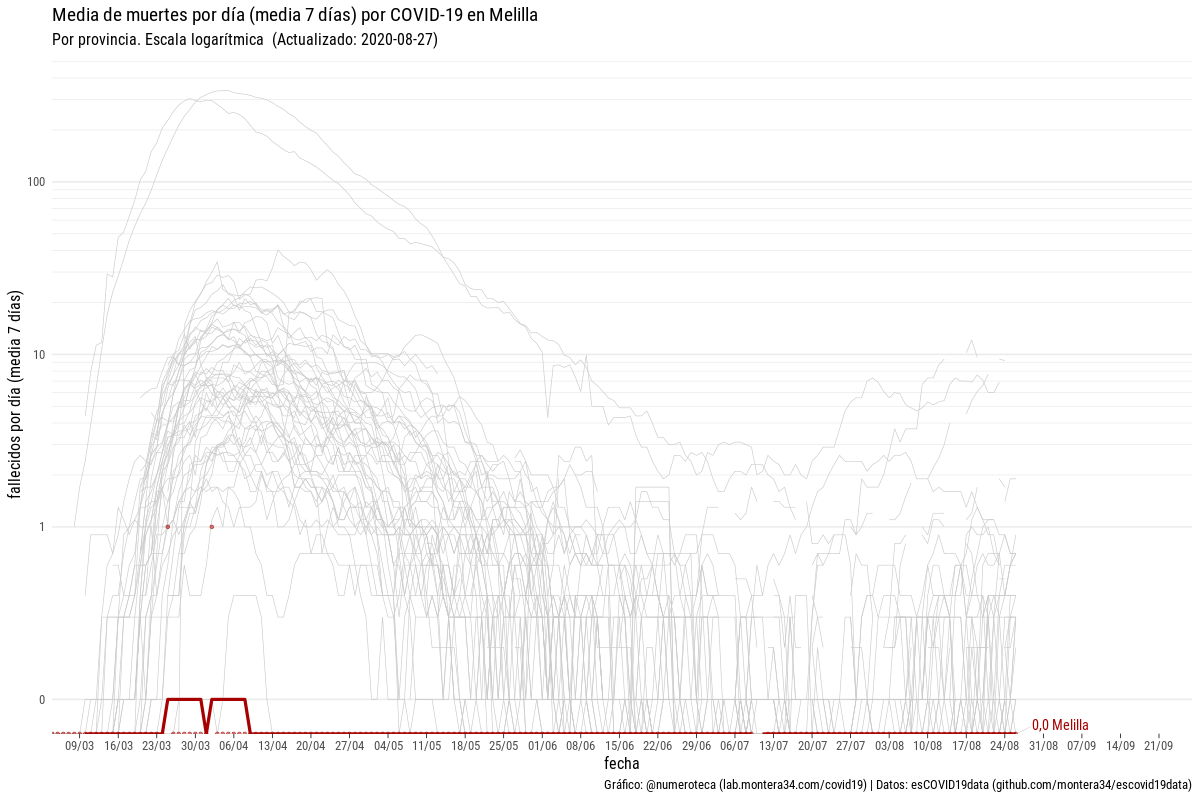 Media de muertes por día (media 7 días) por COVID-19 en Melilla
Por provincia. Escala logarítmica (Actualizado: 2020-08-27)
fallecidos por día (media 7 días)
100
10
1
0
0,0 Melilla
09/03 16/03 23/03 30/03 06/04 13/04 20/04 27/04 04/05 11/05 18/05 25/05 01/06 08/06 15/06 22/06 29/06 06/07 13/07 20/07 27/07 03/08 10/08 17/08 24/08 31/08 07/09 14/09 21/09
fecha
Gráfico: @numeroteca (lab.montera34.com/covid19) | Datos: esCOVID19data (github.com/montera34/escovid19data)